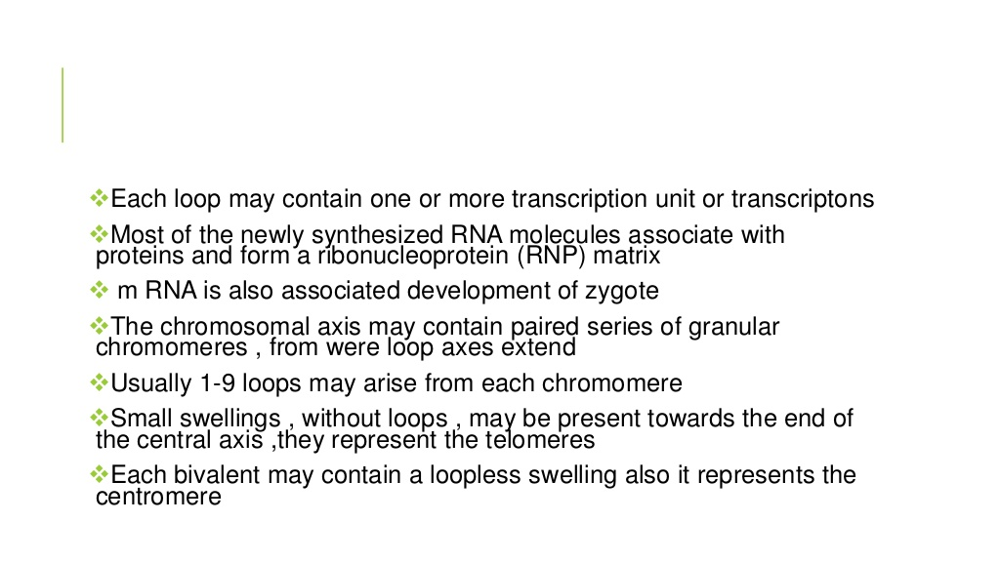 ❖Each loop may contain one or more transcription unit or transcriptons
❖Most of the newly synthesized RNA molecules associate with
proteins and form a ribonucleoprotein (RNP) matrix
❖ m RNA is also associated development of zygote
❖The chromosomal axis may contain paired series of granular
chromomeres , from were loop axes extend
❖Usually 1-9 loops may arise from each chromomere
❖Small swellings , without loops , may be present towards the end of
the central axis ,they represent the telomeres
❖Each bivalent may contain a loopless swelling also it represents the
centromere